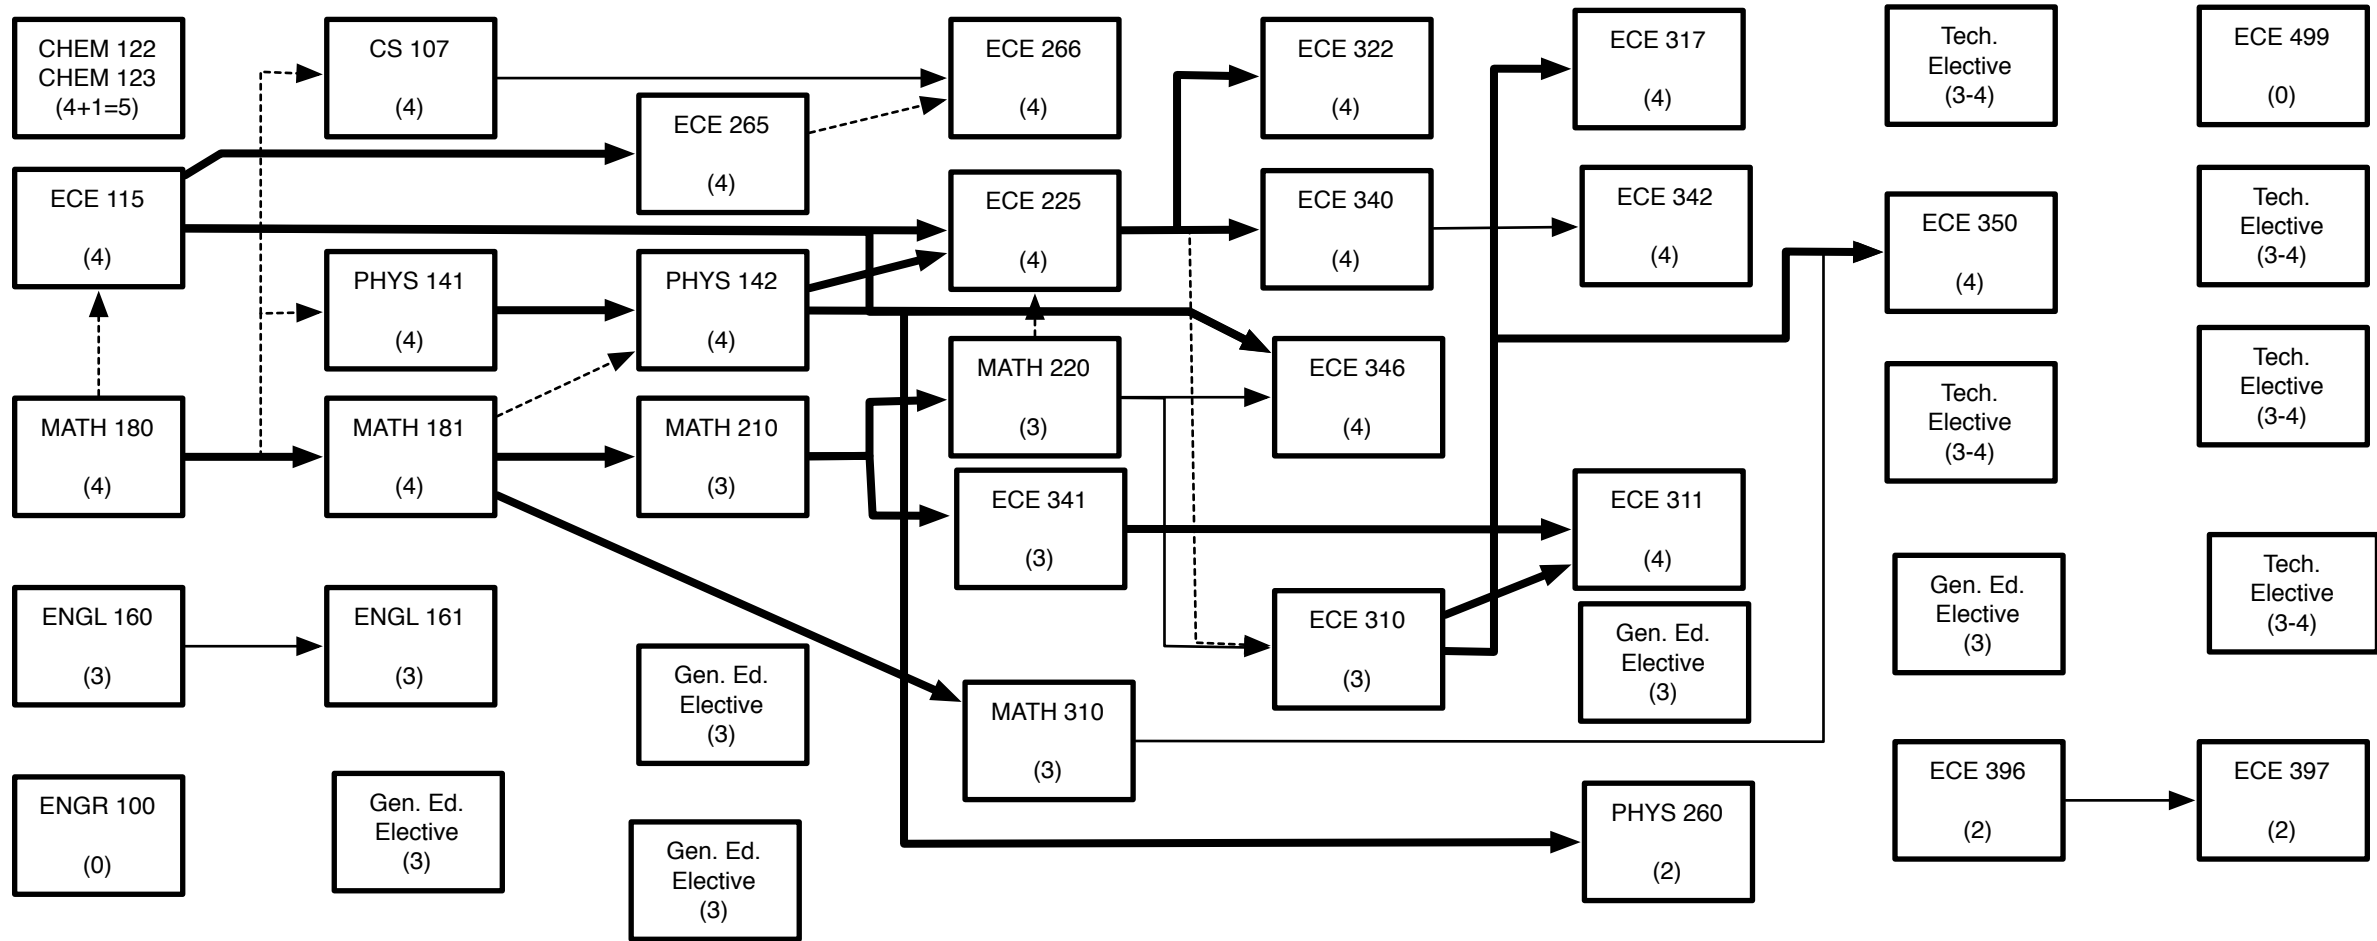 CHEM 122
CHEM 123
(4+1=5)
ECE 115
(4)
MATH 180
(4)
ENGL 160
(3)
ENGR 100
(0)
CS 107
(4)
PHYS 141
(4)
MATH 181
(4)
ENGL 161
(3)
Gen. Ed.
Elective
(3)
ECE 265
(4)
PHYS 142
(4)
MATH 210
(3)
Gen. Ed.
Elective
(3)
Gen. Ed.
Elective
(3)
ECE 266
(4)
ECE 225
(4)
MATH 220
(3)
ECE 341
(3)
MATH 310
(3)
ECE 322
(4)
ECE 340
(4)
ECE 346
(4)
ECE 310
(3)
ECE 317
(4)
ECE 342
(4)
ECE 311
(4)
Gen. Ed.
Elective
(3)
PHYS 260
(2)
Tech.
Elective
(3-4)
ECE 350
(4)
Tech.
Elective
(3-4)
Gen. Ed.
Elective
(3)
ECE 396
(2)
ECE 499
(0)
Tech.
Elective
(3-4)
Tech.
Elective
(3-4)
Tech.
Elective
(3-4)
ECE 397
(2)